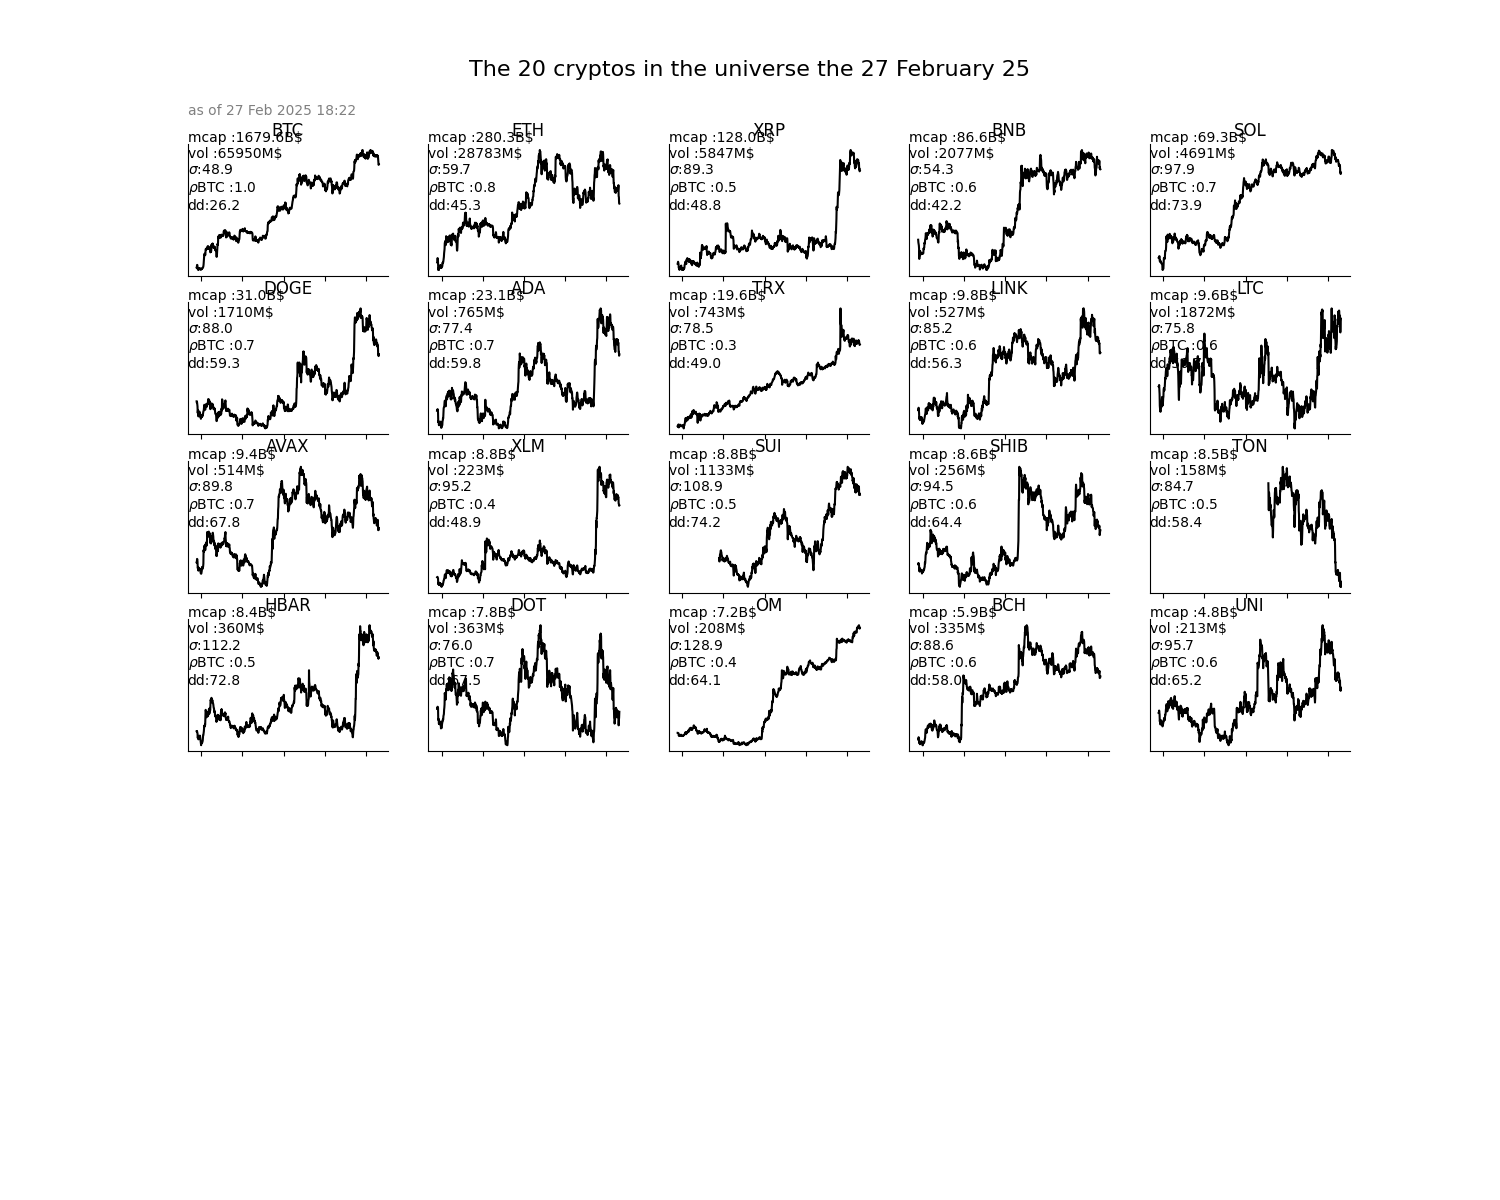 The 20 cryptos in the universe the 27 February 25
as of 27 Feb 2025 18:22
BTC
mcap :1679.6B$
vol :65950M$
σ:48.9
ρBTC :1.0
dd:26.2
ETH
mcap :280.3B$
vol :28783M$
σ:59.7
ρBTC :0.8
dd:45.3
XRP
mcap :128.0B$
vol :5847M$
σ:89.3
ρBTC :0.5
dd:48.8
BNB
mcap :86.6B$
vol :2077M$
σ:54.3
ρBTC :0.6
dd:42.2
SOL
mcap :69.3B$
vol :4691M$
σ:97.9
ρBTC :0.7
dd:73.9
DOGE
mcap :31.0B$
vol :1710M$
σ:88.0
ρBTC :0.7
dd:59.3
ADA
mcap :23.1B$
vol :765M$
σ:77.4
ρBTC :0.7
dd:59.8
TRX
mcap :19.6B$
vol :743M$
σ:78.5
ρBTC :0.3
dd:49.0
LINK
mcap :9.8B$
vol :527M$
σ:85.2
ρBTC :0.6
dd:56.3
LTC
mcap :9.6B$
vol :1872M$
σ:75.8
ρBTC :0.6
AVAX
mcap :9.4B$
vol :514M$
σ:89.8
ρBTC :0.7
dd:67.8
XLM
mcap :8.8B$
vol :223M$
σ:95.2
ρBTC :0.4
dd:48.9
SUI
mcap :8.8B$
vol :1133M$
σ:108.9
ρBTC :0.5
dd:74.2
SHIB
mcap :8.6B$
vol :256M$
σ:94.5
ρBTC :0.6
dd:64.4
TON
mcap :8.5B$
vol :158M$
σ:84.7
ρBTC :0.5
dd:58.4
HBAR
mcap :8.4B$
vol :360M$
σ:112.2
ρBTC :0.5
dd:72.8
DOT
mcap :7.8B$
vol :363M$
σ:76.0
ρBTC :0.7
dd:67.5
OM
mcap :7.2B$
vol :208M$
σ:128.9
ρBTC :0.4
dd:64.1
BCH
mcap :5.9B$
vol :335M$
σ:88.6
ρBTC :0.6
dd:58.0
UNI
mcap :4.8B$
vol :213M$
σ:95.7
ρBTC :0.6
dd:65.2